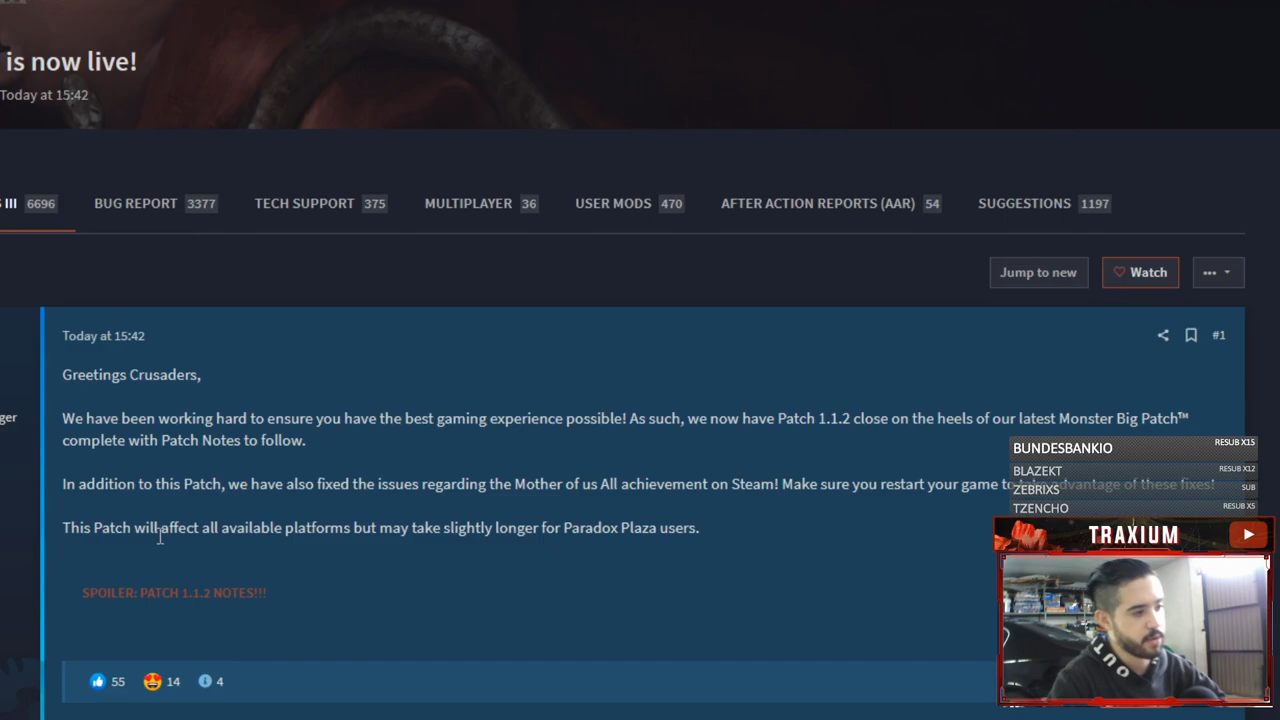 is now live!
Today at 15:42
S III 6696 BUG REPORT 3377 TECH SUPPORT 375 MULTIPLAYER 36 USER MODS 470 AFTER ACTION REPORTS (AAR) 54 SUGGESTIONS 1197
Jump to new Watch
Today at 15:42 #1
Greetings Crusaders,
We have been working hard to ensure you have the best gaming experience possible! As such, we now have Patch 1.1.2 close on the heels of our latest Monster Big Patch™
complete with Patch Notes to follow.
In addition to this Patch, we have also fixed the issues regarding the Mother of us All achievement on Steam! Make sure you restart your game to take advantage of these fixes!
This Patch will affect all available platforms but may take slightly longer for Paradox Plaza users.
SPOILER: PATCH 1.1.2 NOTES!!!
55 14 4
ger
BUNDESBANKIO RESUB X15
BLAZEKT RESUB X12
ZEBRIXS SUB
TZENCHO RESUB X5
TRAXIUM
OUT